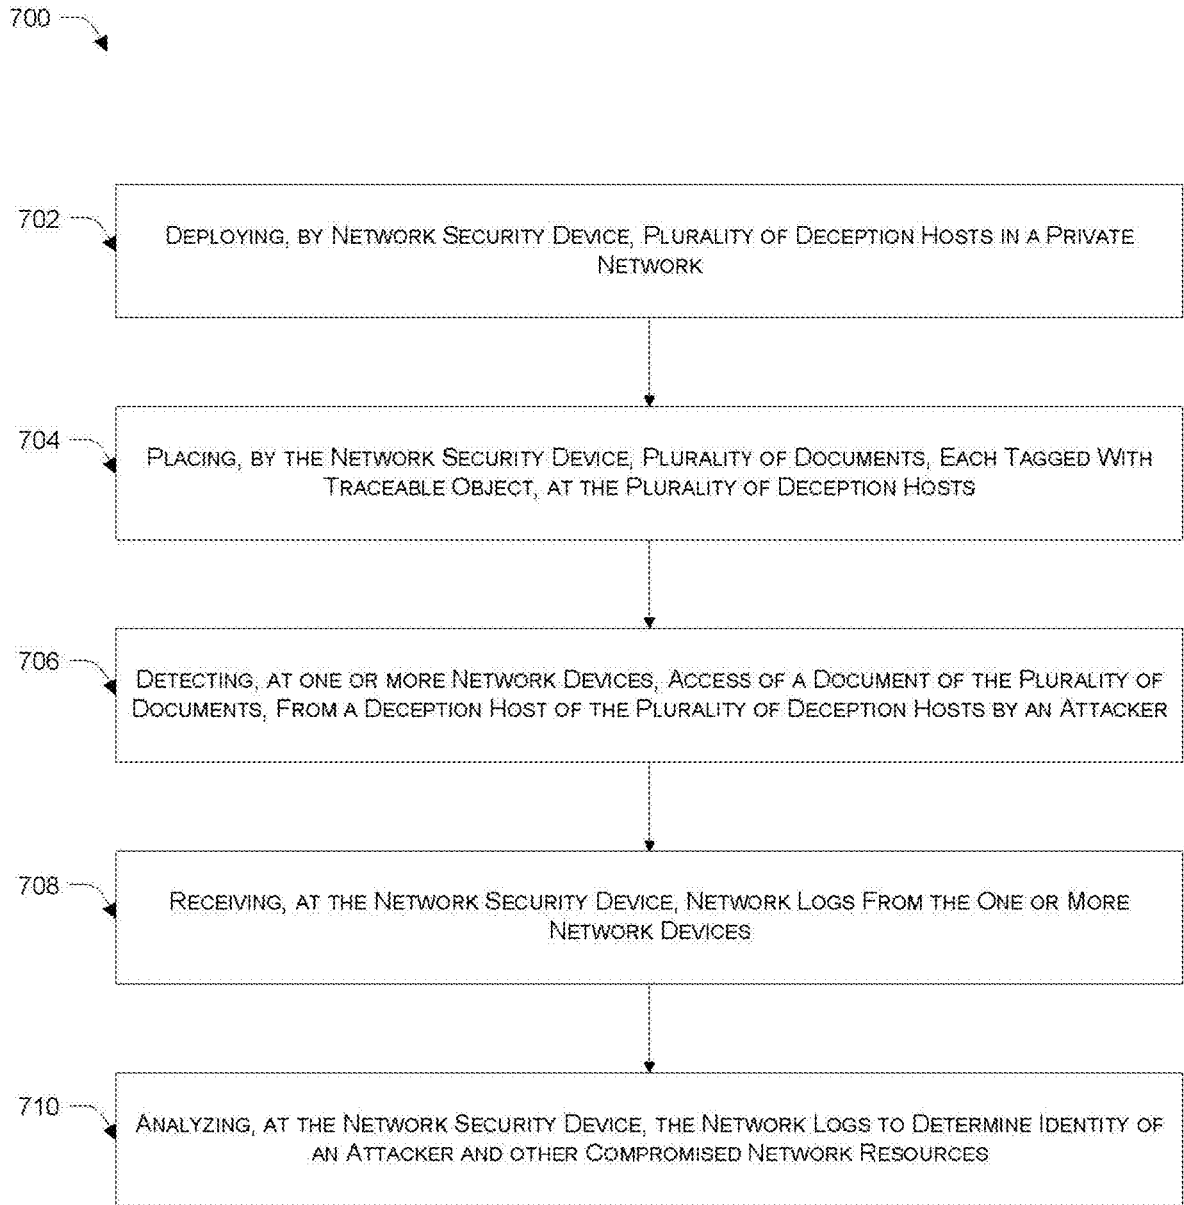 700
702
DEPLOYING, BY NETWORK SECURITY DEVICE, PLURALITY OF DECEPTION HOSTS IN A PRIVATE
NETWORK
704
PLACING, BY THE NETWORK SECURITY DEVICE, PLURALITY OF DOCUMENTS, EACH TAGGED WITH
TRACEABLE OBJECT, AT THE PLURALITY OF DECEPTION HOSTS
706
DETECTING, AT ONE OR MORE NETWORK DEVICES, ACCESS OF A DOCUMENT OF THE PLURALITY OF
DOCUMENTS, FROM A DECEPTION HOST OF THE PLURALITY OF DECEPTION HOSTS BY AN ATTACKER
708
RECEIVING, AT THE NETWORK SECURITY DEVICE, NETWORK LOGS FROM THE ONE OR MORE
NETWORK DEVICES
710
ANALYZING, AT THE NETWORK SECURITY DEVICE, THE NETWORK LOGS TO DETERMINE IDENTITY OF
AN ATTACKER AND OTHER COMPROMISED NETWORK RESOURCES